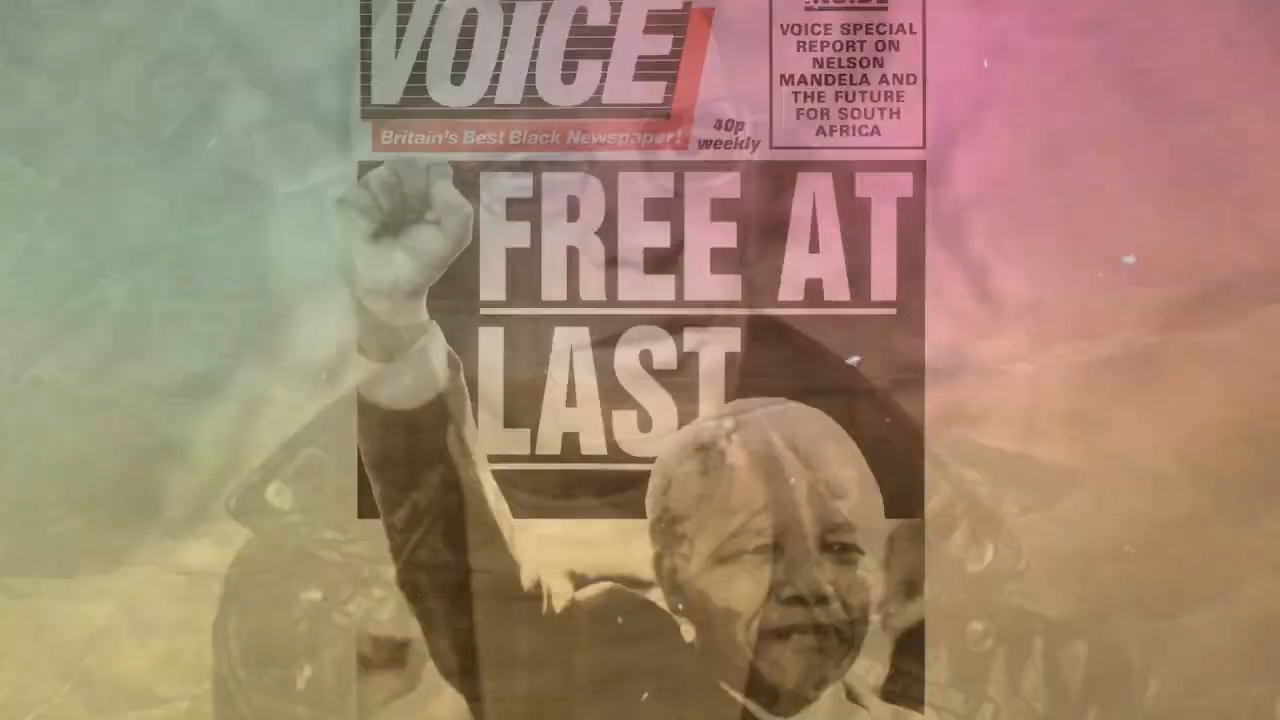 VOICE
Britain's Best Black Newspaper!
40p
weekly
INSIDE
VOICE SPECIAL
REPORT ON
NELSON
MANDELA AND
THE FUTURE
FOR SOUTH
AFRICA
FREE AT
LAST